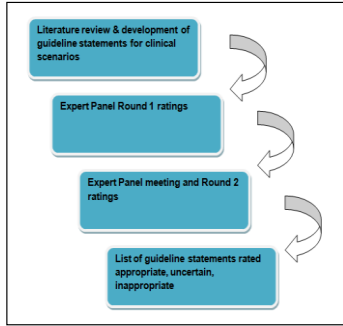 Literature review & development of
guideline statements for clinical
scenarios
Expert Panel Round 1 ratings
Expert Panel meeting and Round 2
ratings
List of guideline statements rated
appropriate, uncertain,
inappropriate